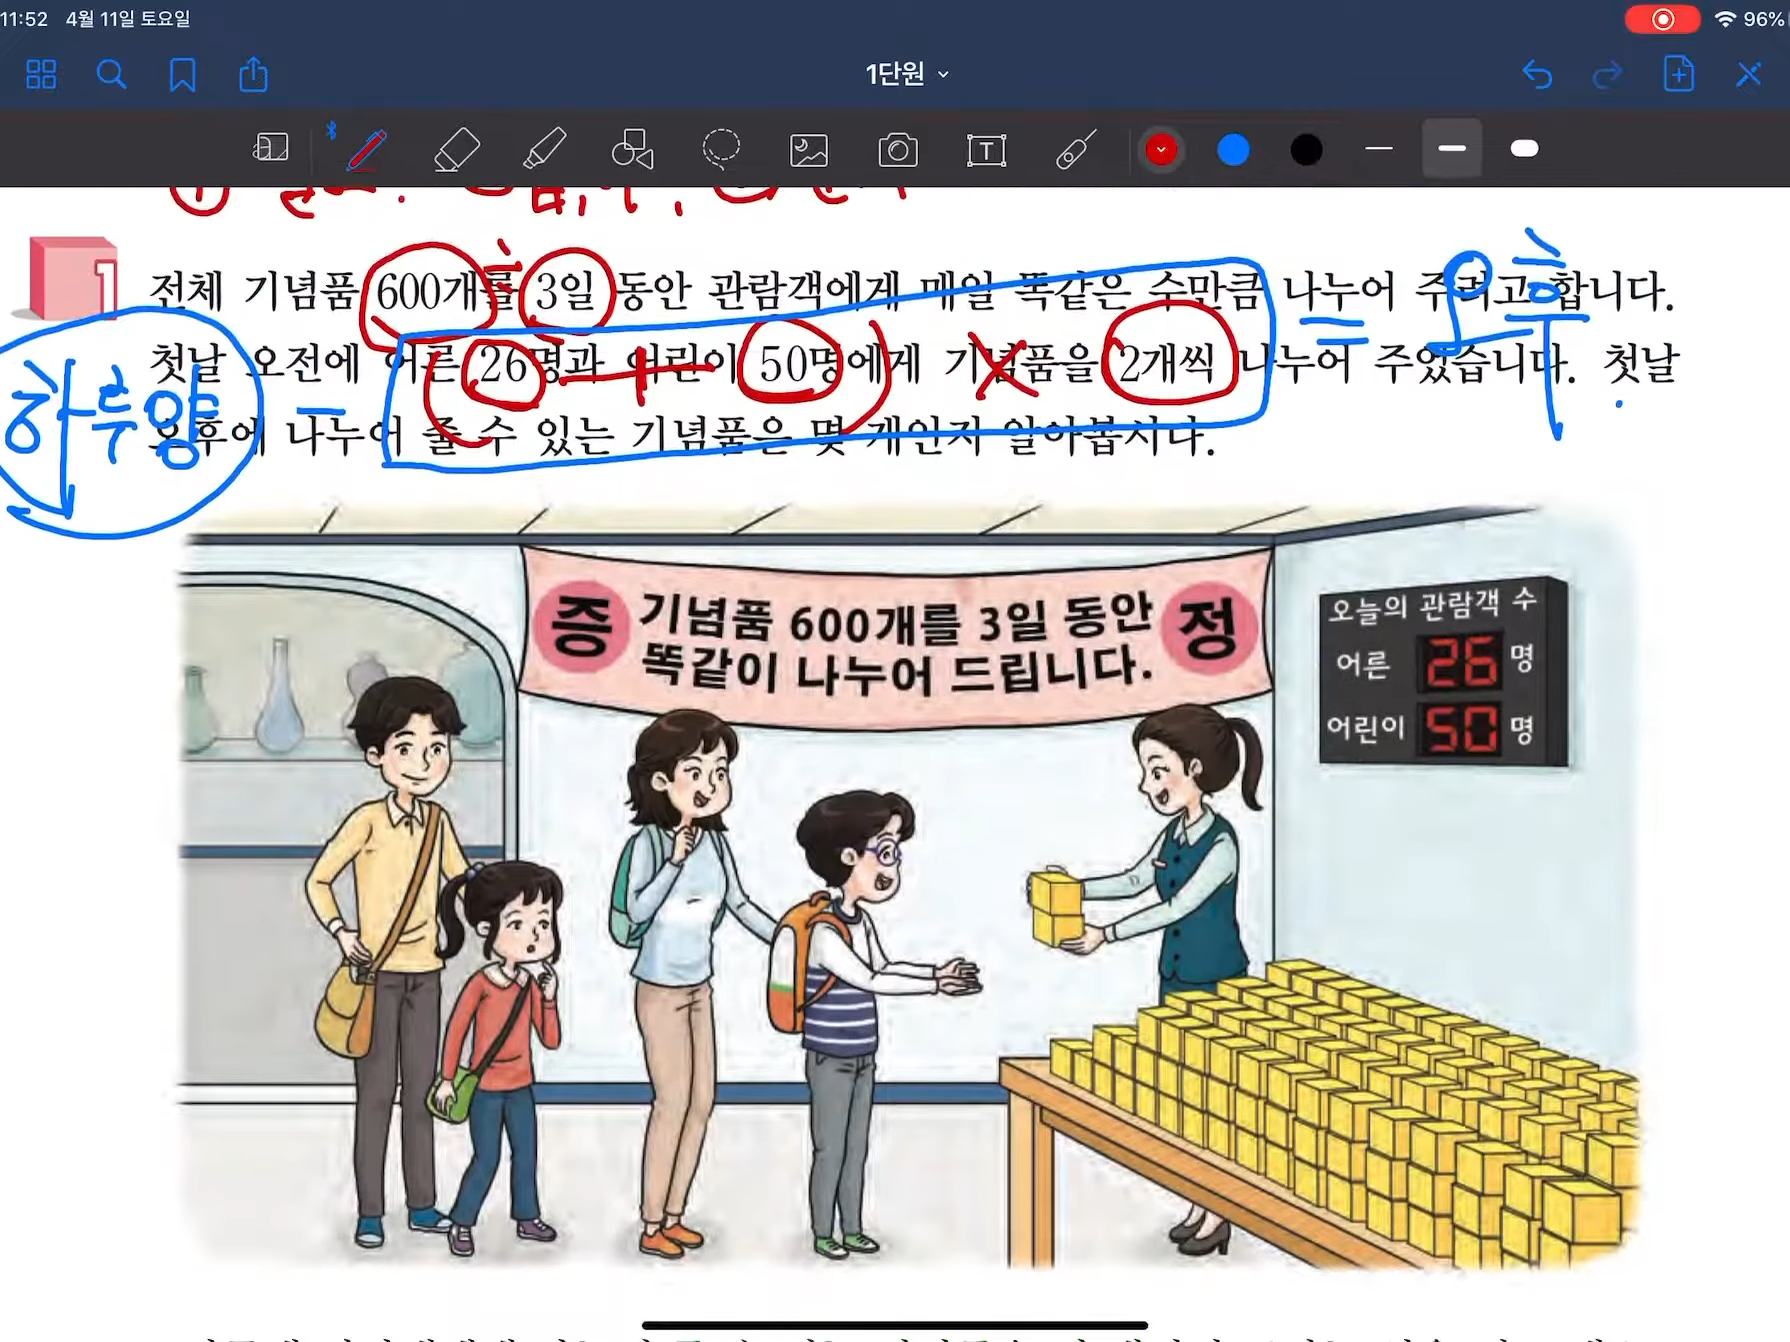 11:52 4월 11일 토요일 96%
1단원
T
1
전체 기념품 600개를 ÷ 3일 동안 관람객에게 매일 똑같은 수만큼 나누어 주려고 합니다.
첫날 오전에 어른 26명과 + 어린이 50명에게 기념품을 × 2개씩 나누어 주었습니다. 첫날
오후에 나누어 줄 수 있는 기념품은 몇 개인지 알아봅시다.
하루양 − = 오후
증 기념품 600개를 3일 동안 정
똑같이 나누어 드립니다.
오늘의 관람객 수
어른 26 명
어린이 50 명